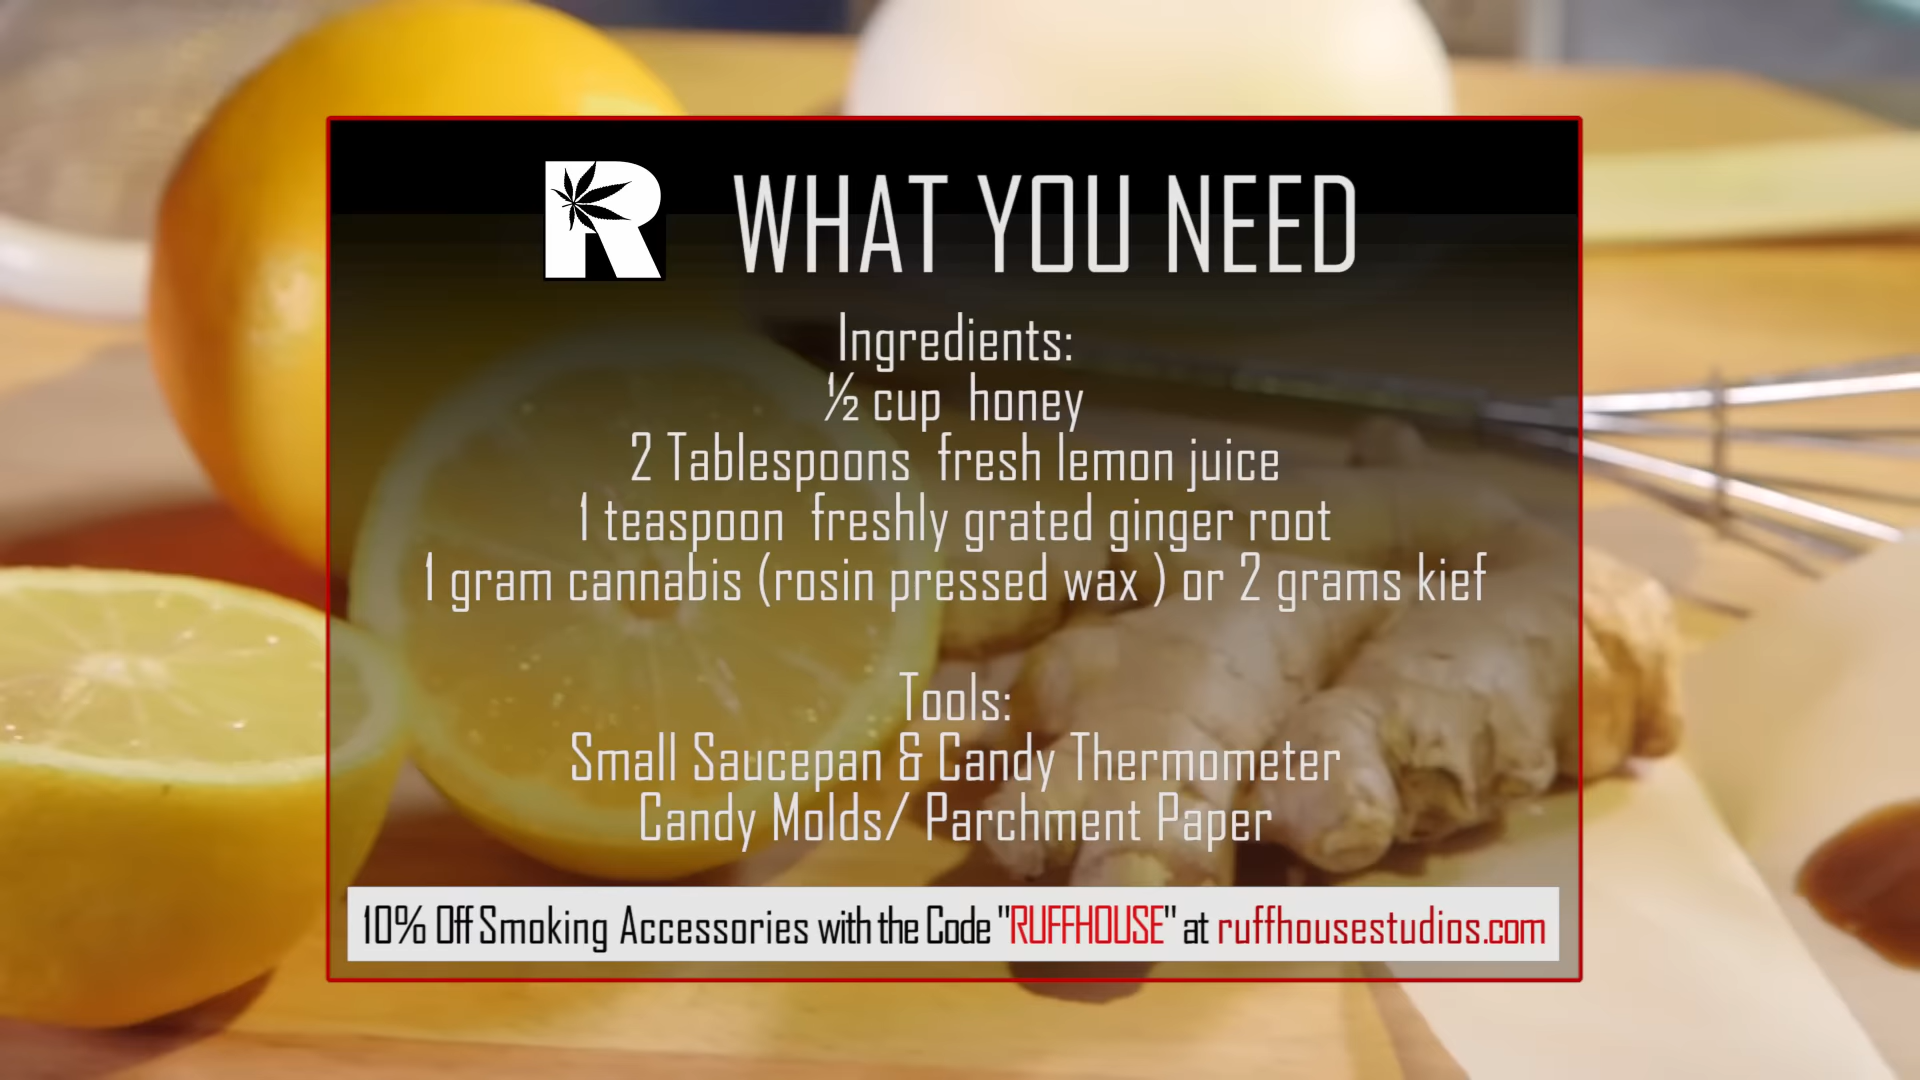 R WHAT YOU NEED
Ingredients:
½ cup honey
2 Tablespoons fresh lemon juice
1 teaspoon freshly grated ginger root
1 gram cannabis (rosin pressed wax ) or 2 grams kief
Tools:
Small Saucepan & Candy Thermometer
Candy Molds/ Parchment Paper
10% Off Smoking Accessories with the Code "RUFFHOUSE" at ruffhousestudios.com